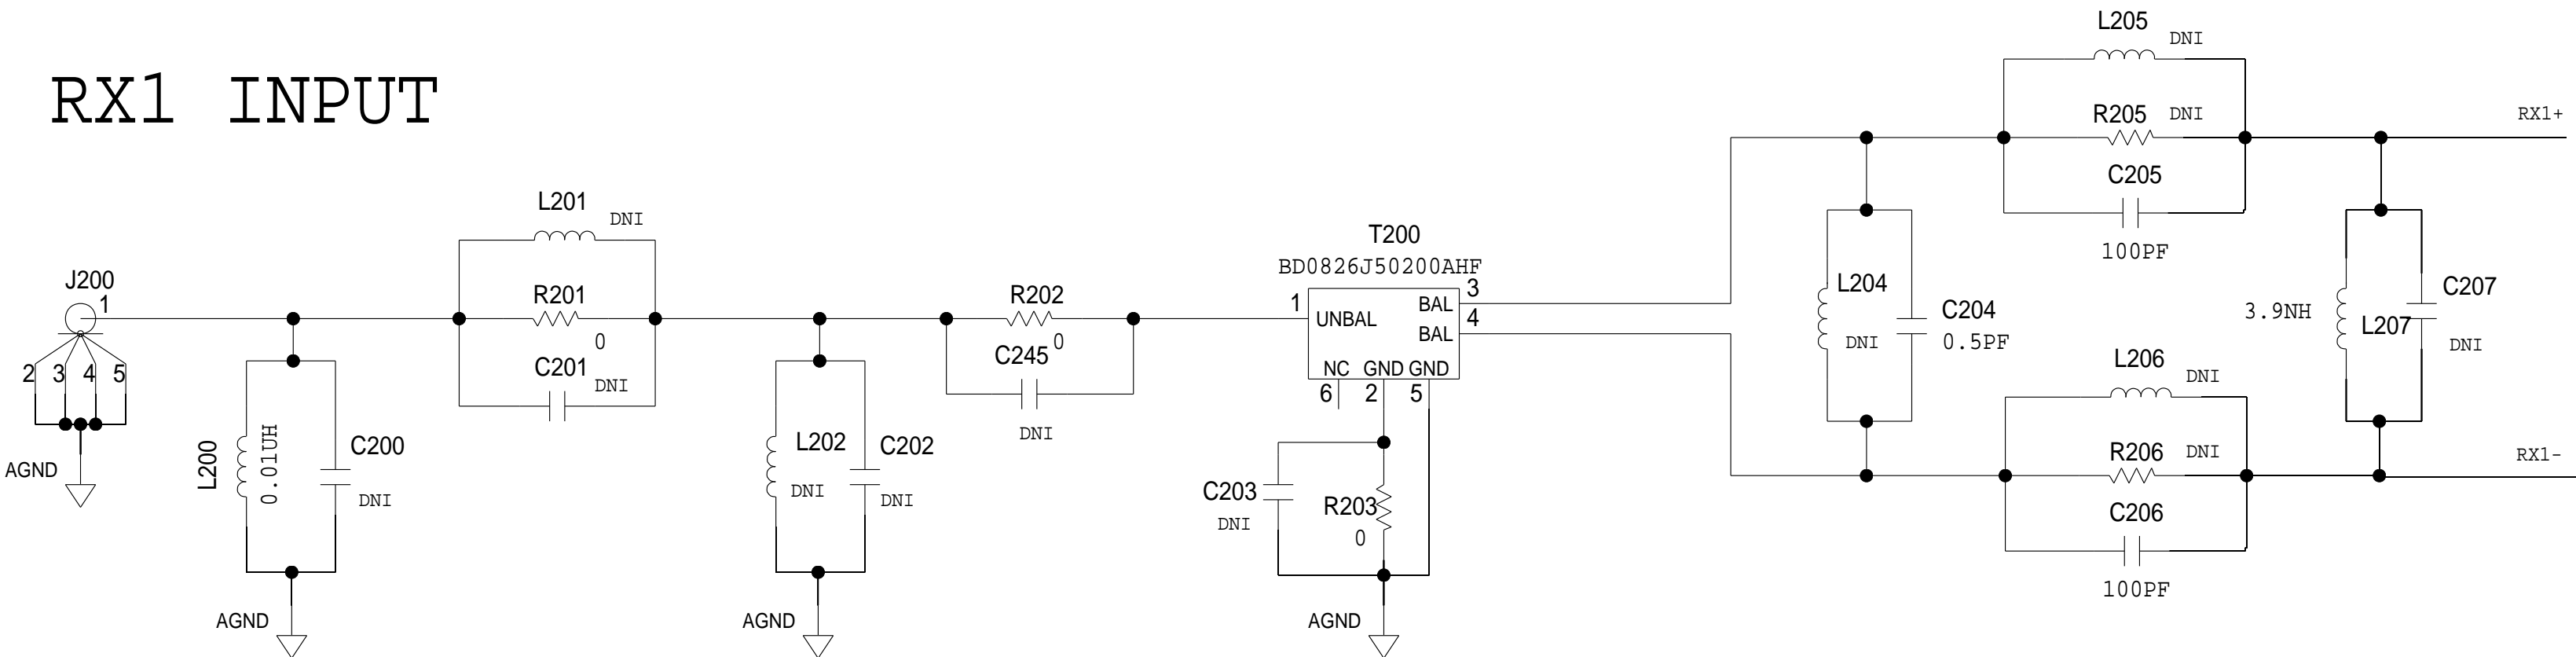 RX1 INPUT
J200
1
2
3
4
5
AGND
L200
0.01UH
C200
DNI
AGND
L201
DNI
R201
0
C201
DNI
L202
DNI
C202
DNI
AGND
R202
0
C245
DNI
T200
BD0826J50200AHF
1
UNBAL
BAL
3
BAL
4
NC
GND
GND
6
2
5
C203
DNI
R203
0
AGND
L204
DNI
C204
0.5PF
L205
DNI
R205
DNI
C205
100PF
L206
DNI
R206
DNI
C206
100PF
3.9NH
L207
C207
DNI
RX1+
RX1-